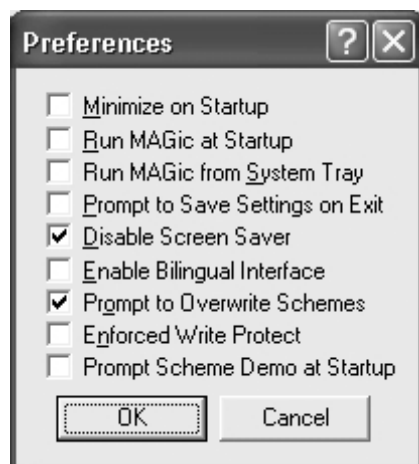 Preferences
Minimize on Startup
Run MAGic at Startup
Run MAGic from System Tray
Prompt to Save Settings on Exit
Disable Screen Saver
Enable Bilingual Interface
Prompt to Overwrite Schemes
Enforced Write Protect
Prompt Scheme Demo at Startup
OK Cancel